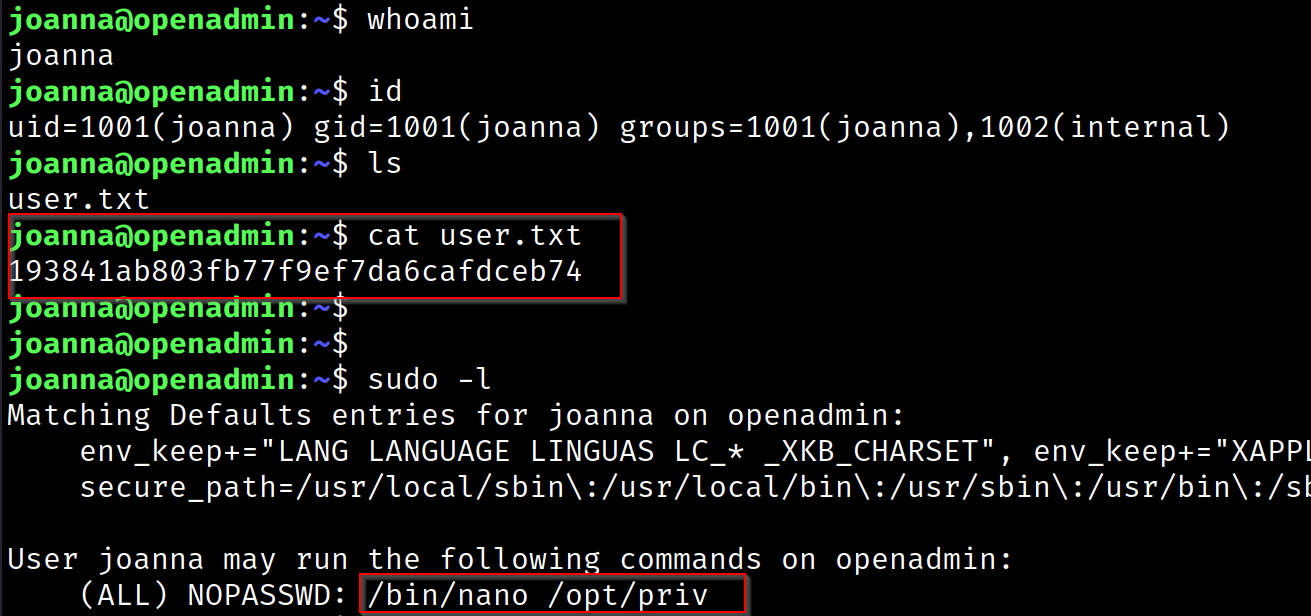 joanna@openadmin:~$ whoami
joanna
joanna@openadmin:~$ id
uid=1001(joanna) gid=1001(joanna) groups=1001(joanna),1002(internal)
joanna@openadmin:~$ ls
user.txt
joanna@openadmin:~$ cat user.txt
193841ab803fb77f9ef7da6cafdceb74
joanna@openadmin:~$
joanna@openadmin:~$
joanna@openadmin:~$ sudo -l
Matching Defaults entries for joanna on openadmin:
    env_keep+="LANG LANGUAGE LINGUAS LC_* _XKB_CHARSET", env_keep+="XAPPL
    secure_path=/usr/local/sbin\:/usr/local/bin\:/usr/sbin\:/usr/bin\:/sb

User joanna may run the following commands on openadmin:
    (ALL) NOPASSWD: /bin/nano /opt/priv